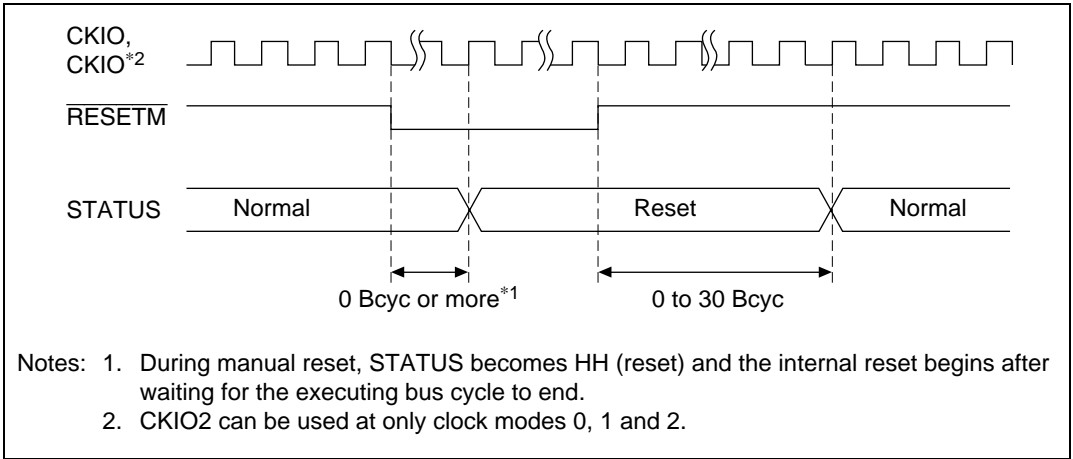 CKIO,
CKIO*2
RESETM
STATUS
Normal
Reset
Normal
0 Bcyc or more*1
0 to 30 Bcyc
Notes: 1. During manual reset, STATUS becomes HH (reset) and the internal reset begins after
waiting for the executing bus cycle to end.
2. CKIO2 can be used at only clock modes 0, 1 and 2.